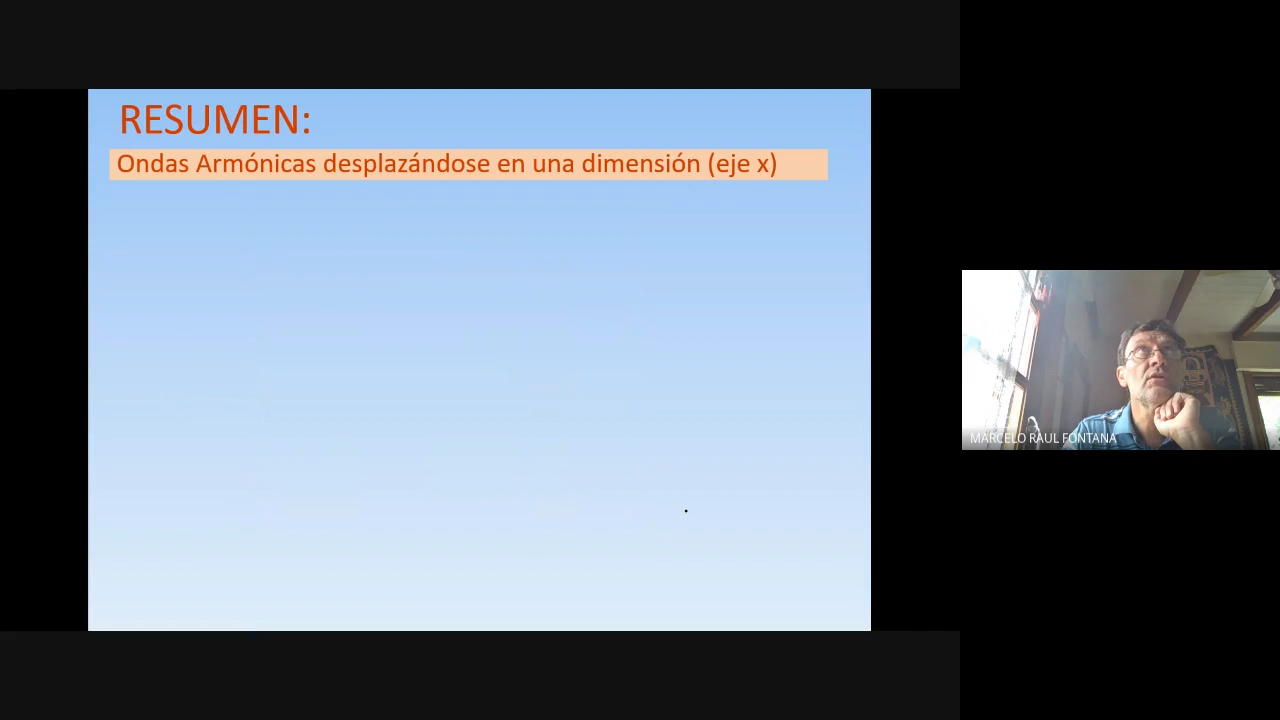 RESUMEN:
Ondas Armónicas desplazándose en una dimensión (eje x)
MARCELO RAUL FONTANA